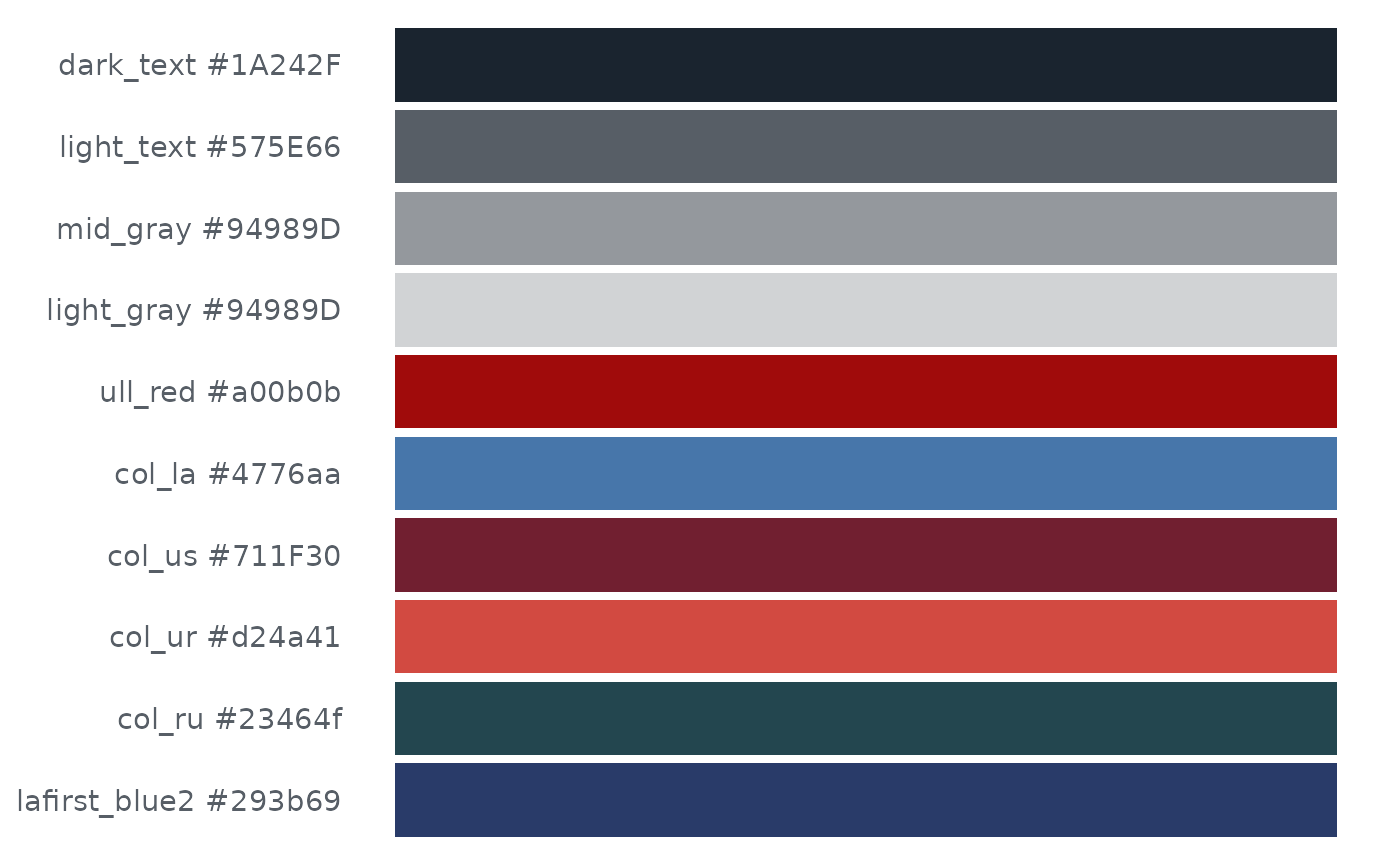 dark_text #1A242F
light_text #575E66
mid_gray #94989D
light_gray #94989D
ull_red #a00b0b
col_la #4776aa
col_us #711F30
col_ur #d24a41
col_ru #23464f
lafirst_blue2 #293b69